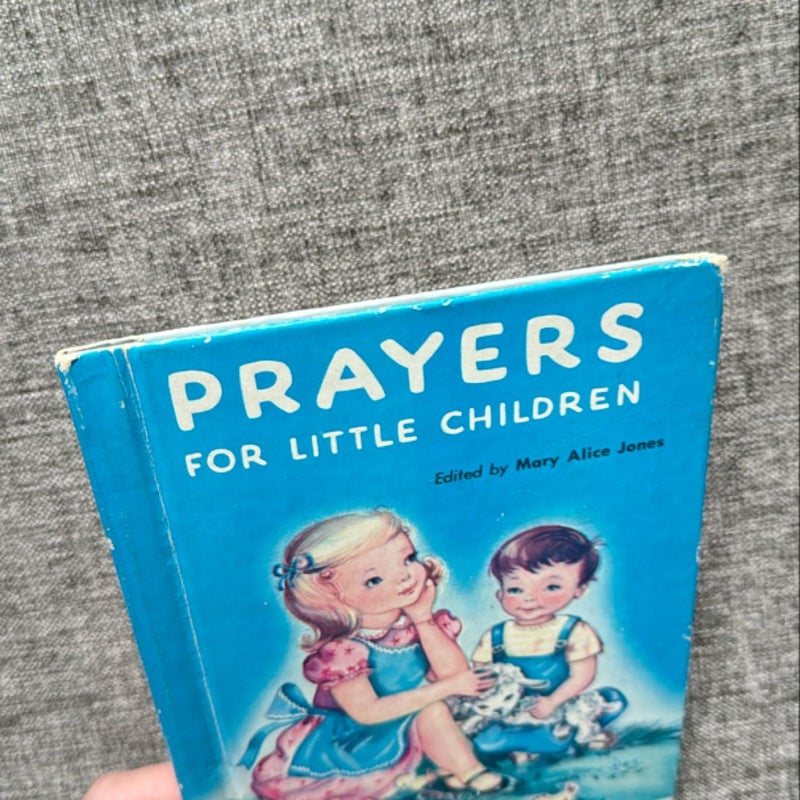 PRAYERS
FOR LITTLE CHILDREN
Edited by Mary Alice Jones